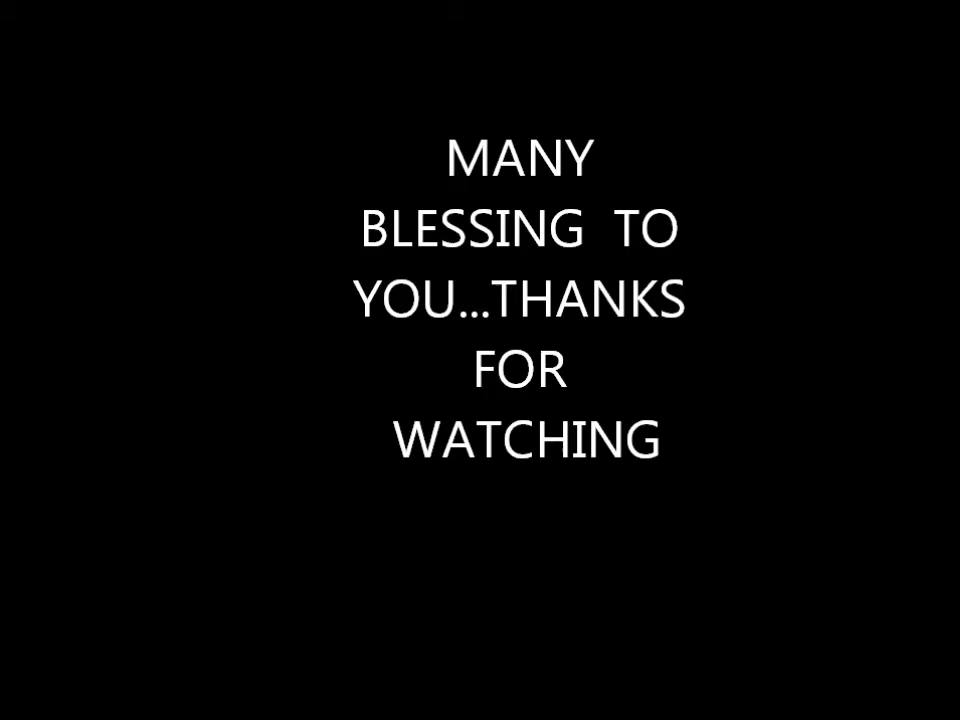 MANY
BLESSING  TO
YOU...THANKS
FOR
WATCHING